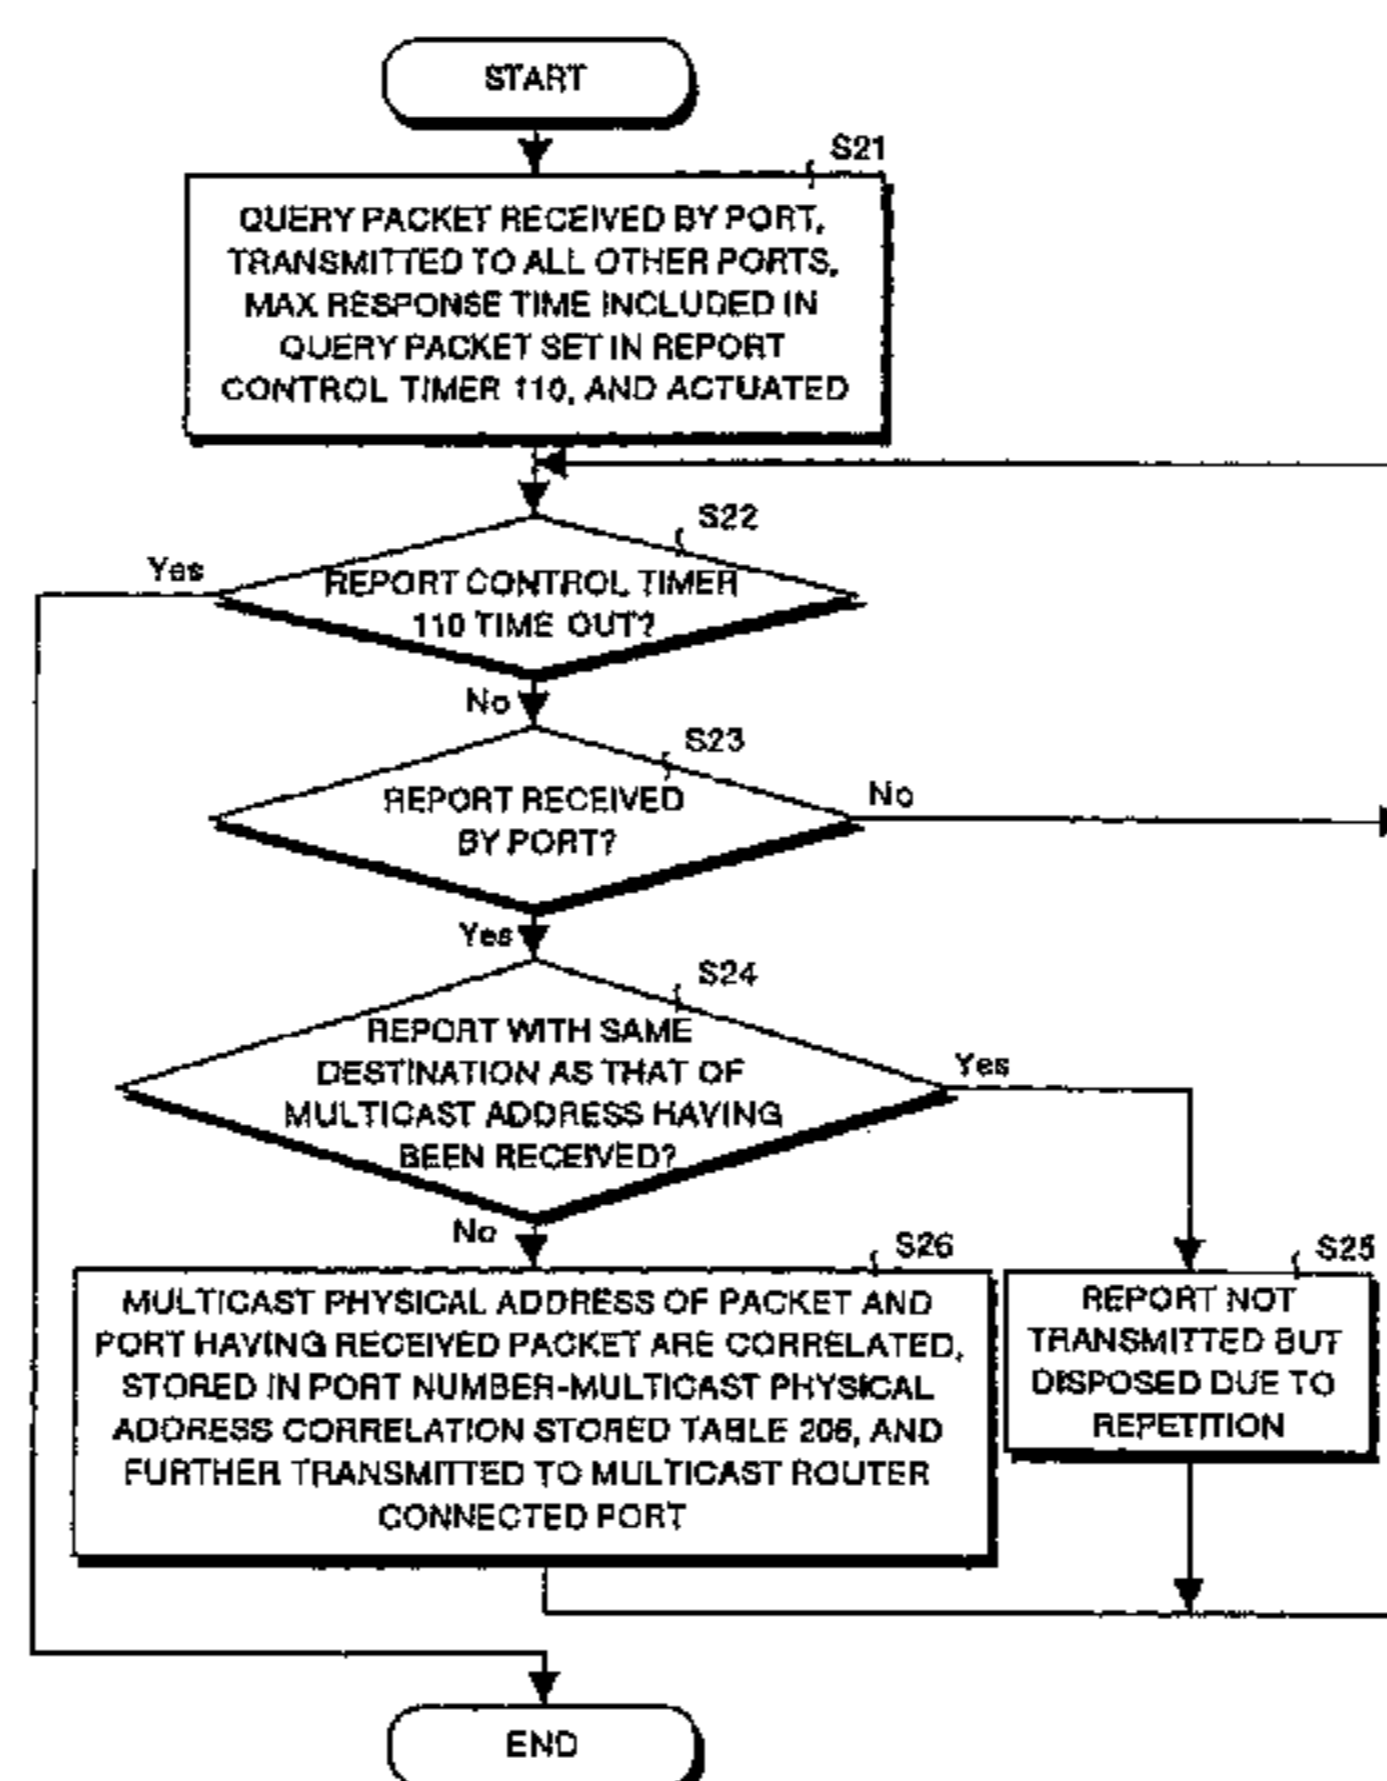 START
S21
QUERY PACKET RECEIVED BY PORT,
TRANSMITTED TO ALL OTHER PORTS,
MAX RESPONSE TIME INCLUDED IN
QUERY PACKET SET IN REPORT
CONTROL TIMER 110, AND ACTUATED
S22
Yes
REPORT CONTROL TIMER
110 TIME OUT?
No
S23
REPORT RECEIVED
BY PORT?
No
Yes
S24
REPORT WITH SAME
DESTINATION AS THAT OF
MULTICAST ADDRESS HAVING
BEEN RECEIVED?
Yes
No
S26
MULTICAST PHYSICAL ADDRESS OF PACKET AND
PORT HAVING RECEIVED PACKET ARE CORRELATED,
STORED IN PORT NUMBER-MULTICAST PHYSICAL
ADDRESS CORRELATION STORED TABLE 206, AND
FURTHER TRANSMITTED TO MULTICAST ROUTER
CONNECTED PORT
S25
REPORT NOT
TRANSMITTED BUT
DISPOSED DUE TO
REPETITION
END